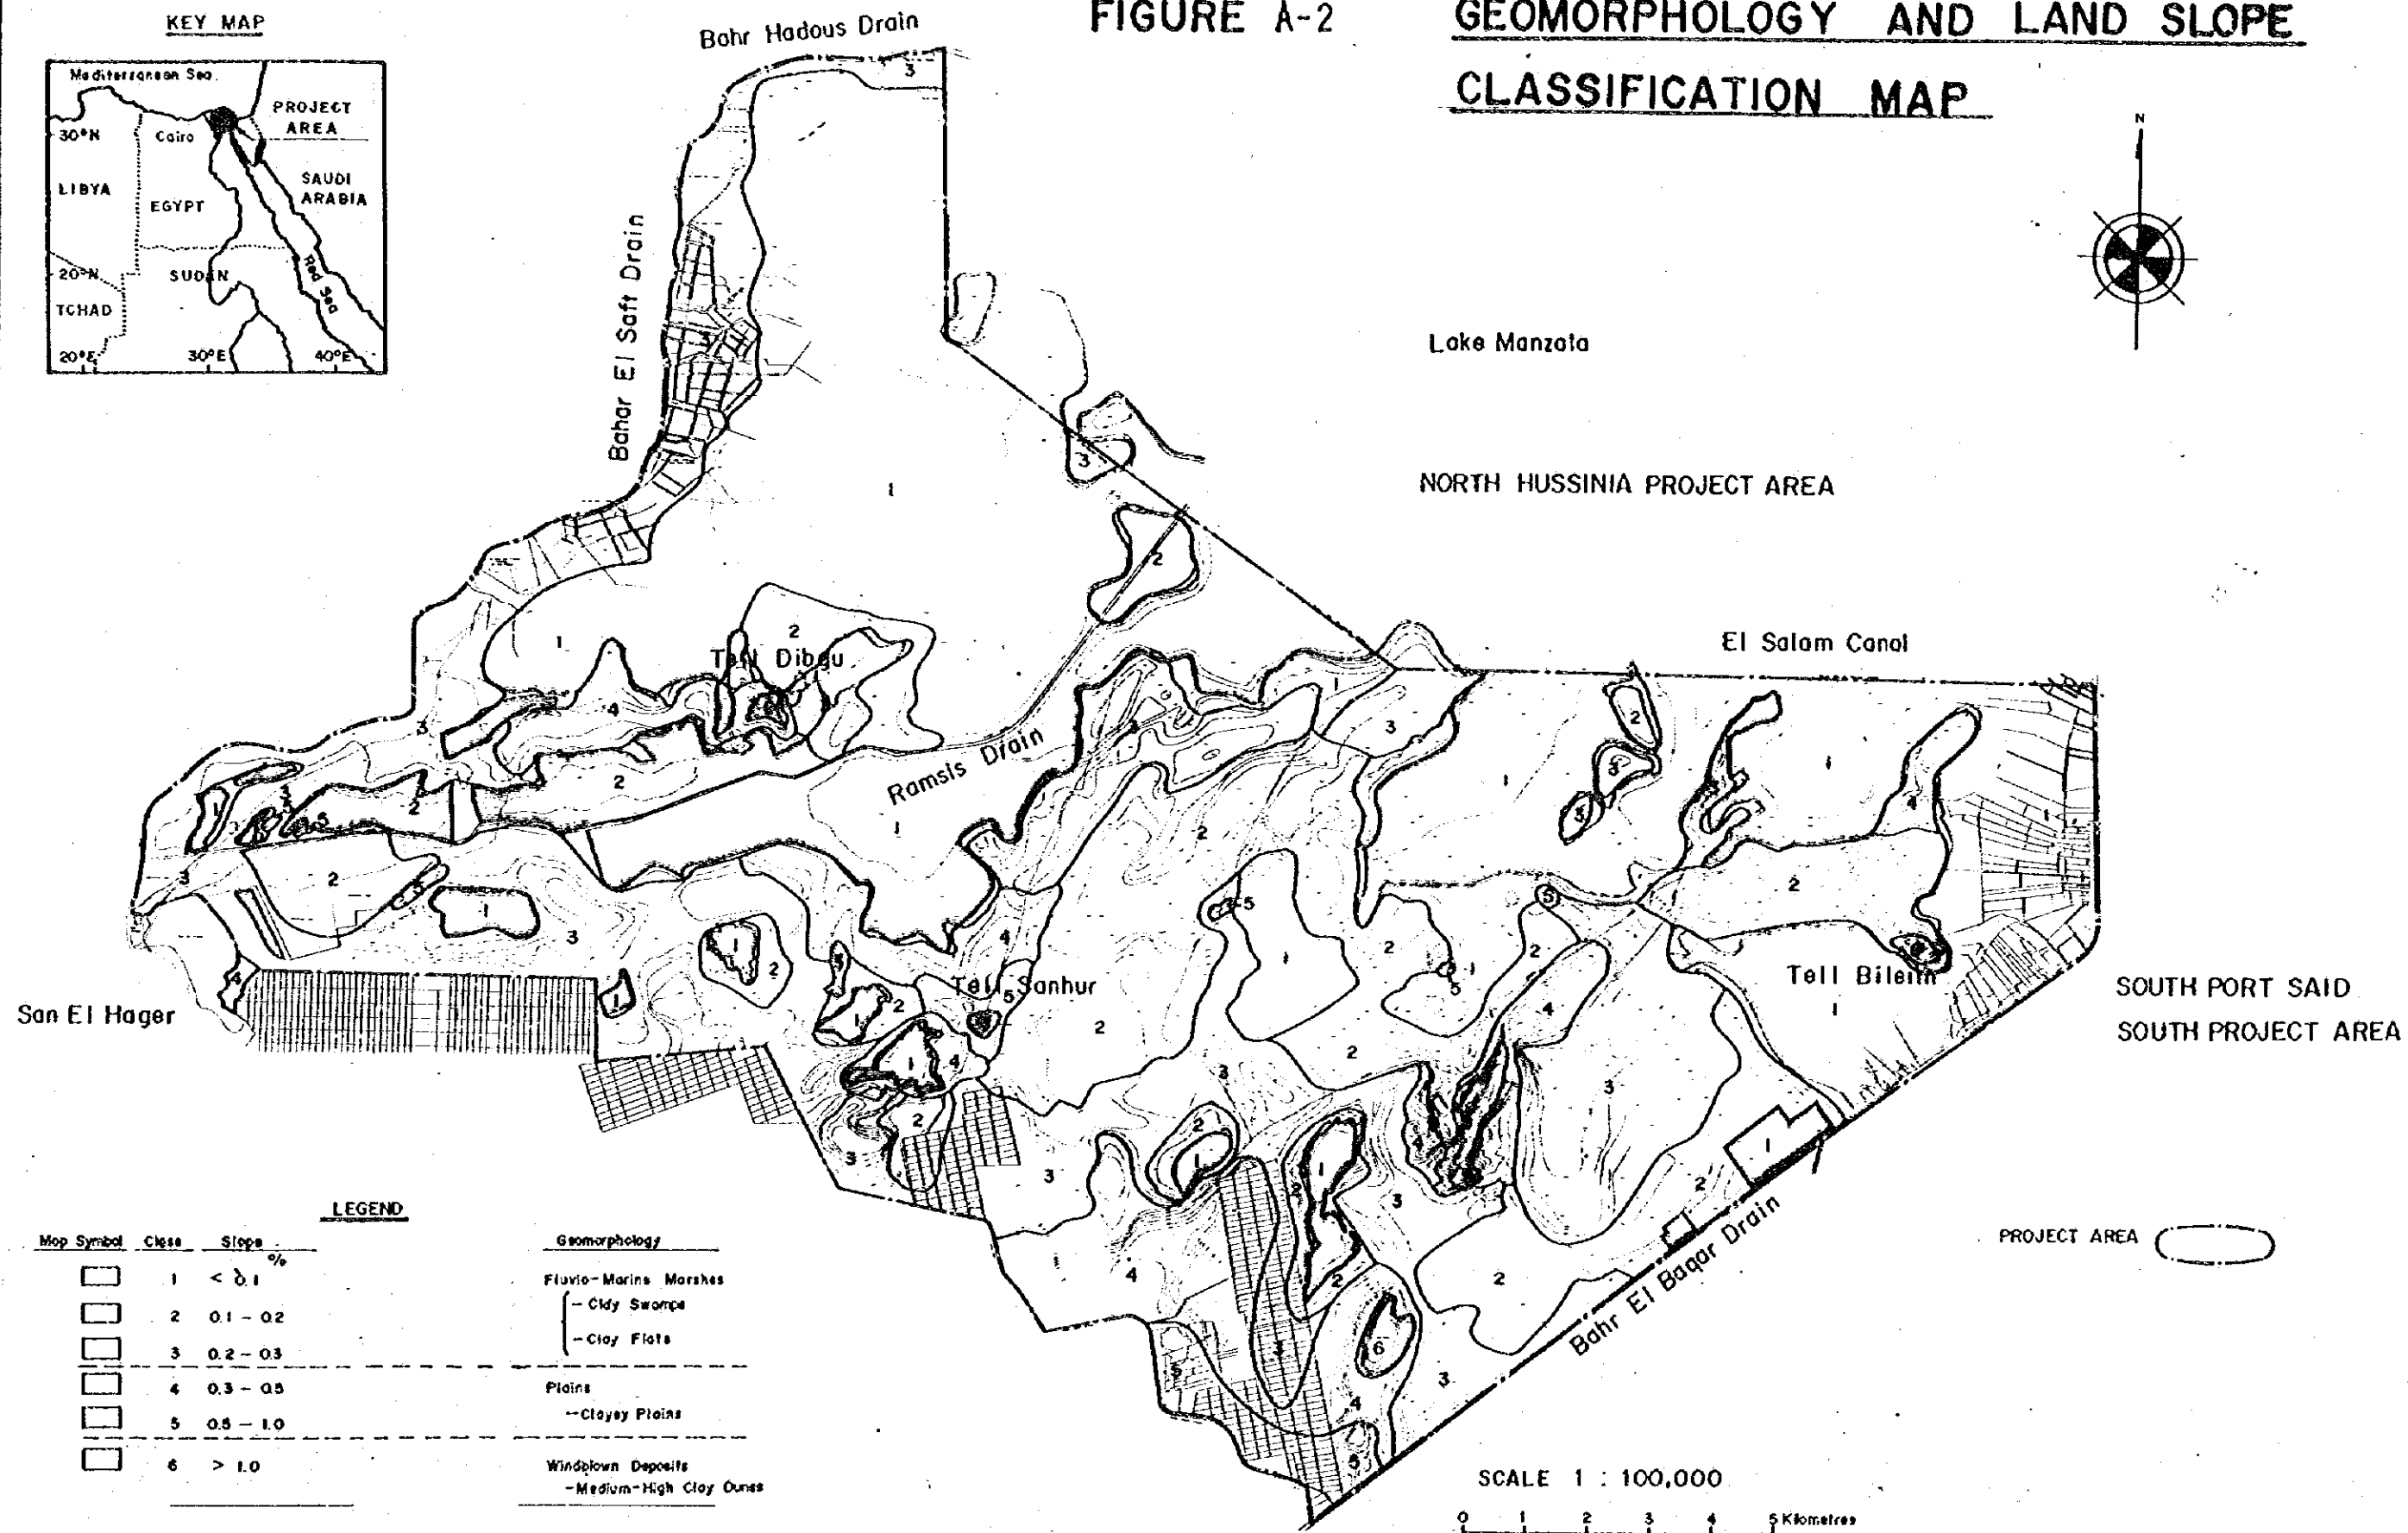 FIGURE A-2
GEOMORPHOLOGY AND LAND SLOPE
CLASSIFICATION MAP
KEY MAP
Mediterranean Sea
PROJECT
AREA
30°N
Cairo
LIBYA
EGYPT
SAUDI
ARABIA
20°N
SUDAN
Red Sea
TCHAD
20°E
30°E
40°E
N
Bahr Hadous Drain
Bahar El Saft Drain
Lake Manzala
NORTH HUSSINIA PROJECT AREA
El Salam Canal
Tell Dibgu
Ramsis Drain
Tell Sanhur
Tell Bileim
San El Hager
SOUTH PORT SAID
SOUTH PROJECT AREA
Bahr El Baqar Drain
PROJECT AREA
LEGEND
Map Symbol Class Slope % Geomorphology
1 < 0.1 Fluvio-Marine Marshes
2 0.1 - 0.2 - Clay Swamps
3 0.2 - 0.3 - Clay Flats
4 0.3 - 0.5 Plains
5 0.5 - 1.0 - Clayey Plains
6 > 1.0 Windblown Deposits
- Medium-High Clay Dunes
SCALE 1 : 100,000
0 1 2 3 4 5 Kilometres